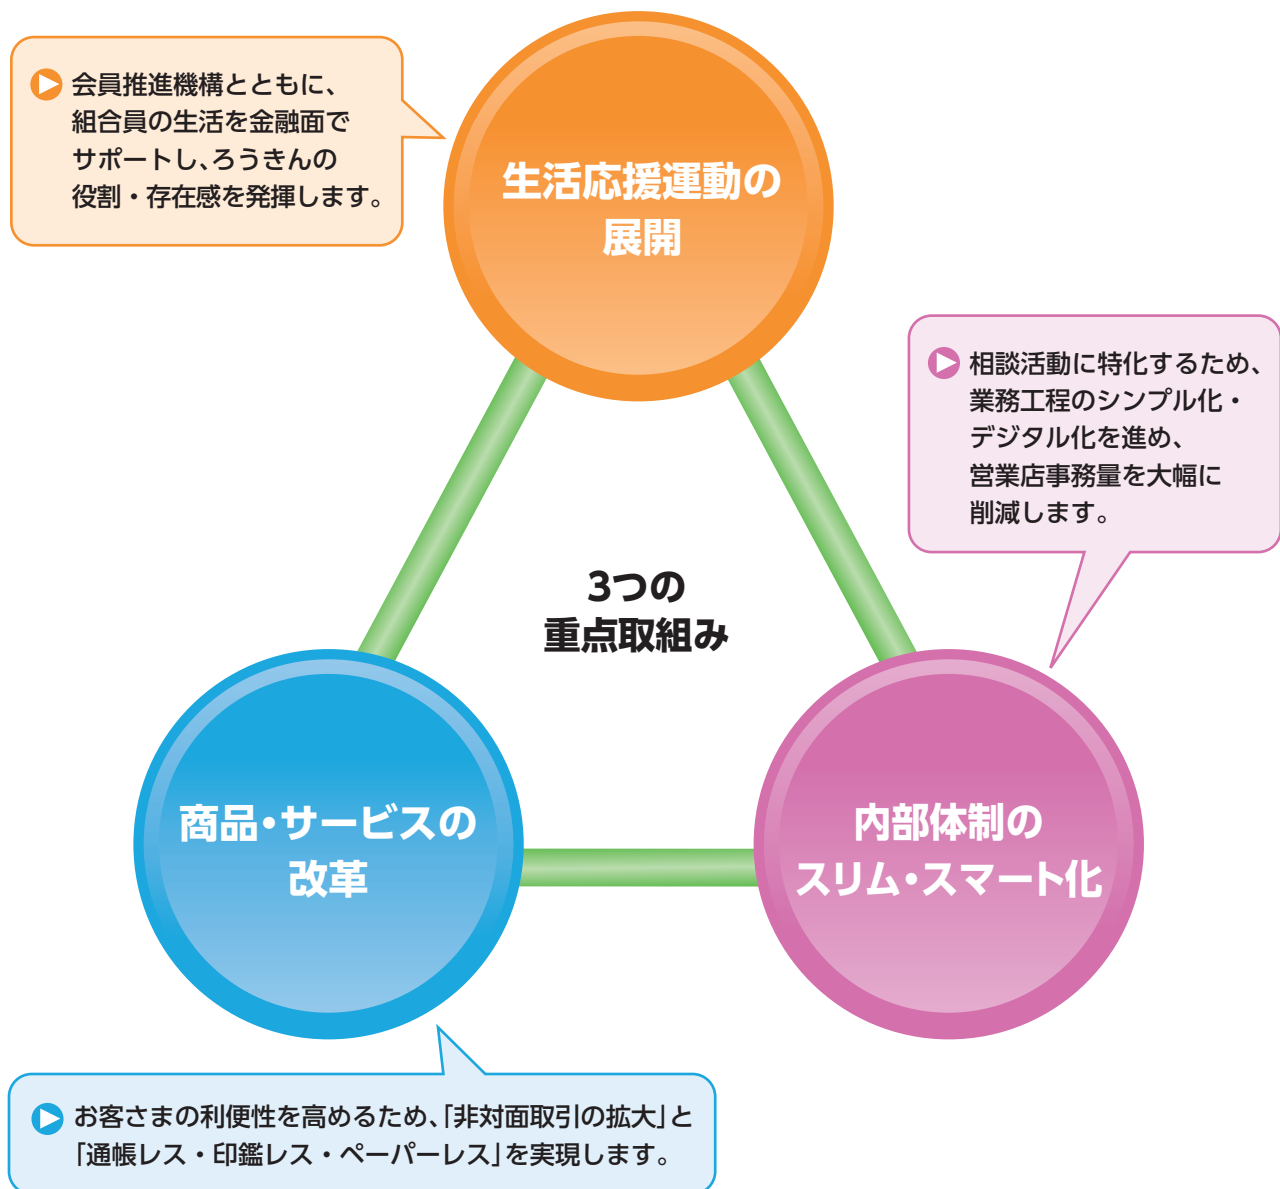 会員推進機構とともに、
組合員の生活を金融面で
サポートし、ろうきんの
役割・存在感を発揮します。
生活応援運動の
展開
相談活動に特化するため、
業務工程のシンプル化・
デジタル化を進め、
営業店事務量を大幅に
削減します。
3つの
重点取組み
商品・サービスの
改革
内部体制の
スリム・スマート化
お客さまの利便性を高めるため、「非対面取引の拡大」と
「通帳レス・印鑑レス・ペーパーレス」を実現します。